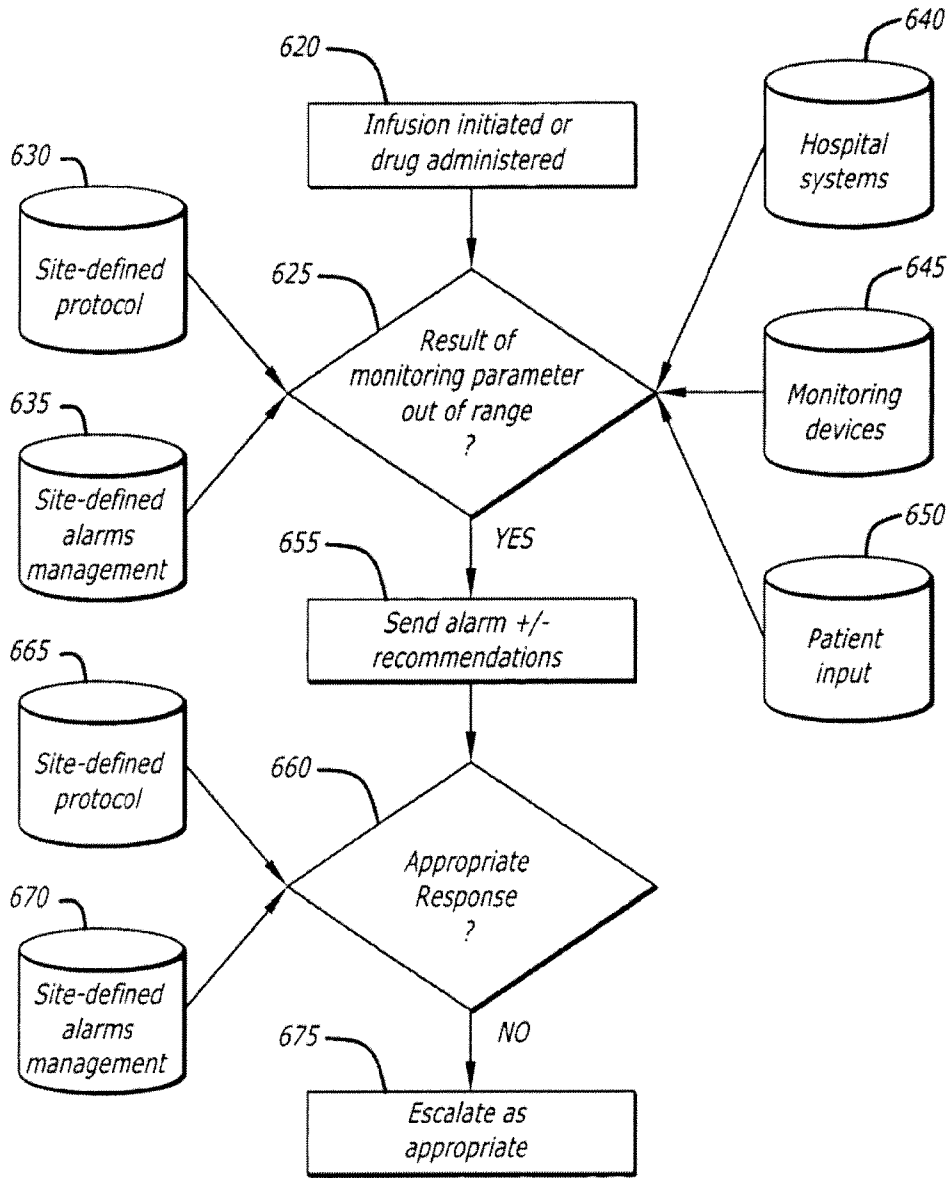 640
620
Infusion initiated or
drug administered
Hospital
systems
630
Site-defined
protocol
625
645
Result of
monitoring parameter
out of range
?
Monitoring
devices
635
Site-defined
alarms
management
YES
650
655
Send alarm +/-
recommendations
Patient
input
665
Site-defined
protocol
660
Appropriate
Response
?
670
Site-defined
alarms
management
NO
675
Escalate as
appropriate